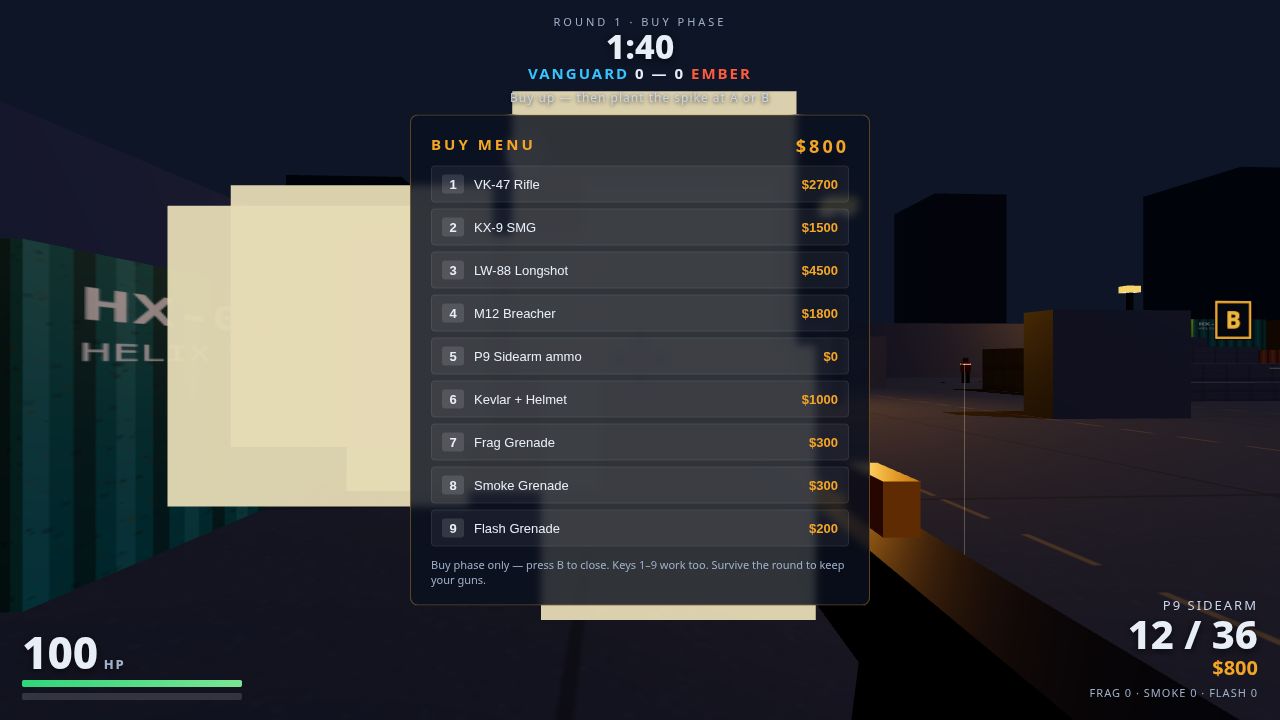 ROUND 1 · BUY PHASE
1:40
VANGUARD 0 — 0 EMBER
Buy up — then plant the spike at A or B
BUY MENU $800
1 VK-47 Rifle $2700
2 KX-9 SMG $1500
3 LW-88 Longshot $4500
4 M12 Breacher $1800
5 P9 Sidearm ammo $0
6 Kevlar + Helmet $1000
7 Frag Grenade $300
8 Smoke Grenade $300
9 Flash Grenade $200
Buy phase only — press B to close. Keys 1–9 work too. Survive the round to keep
your guns.
HX-
HELIX
B
100 HP
P9 SIDEARM
12 / 36
$800
FRAG 0 · SMOKE 0 · FLASH 0